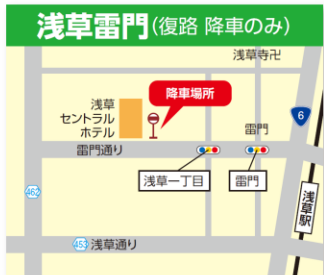 浅草雷門(復路 降車のみ)
浅草寺卍
降車場所
6
浅草
セントラル
ホテル
雷門
雷門通り
浅草一丁目
雷門
462
浅草駅
453 浅草通り